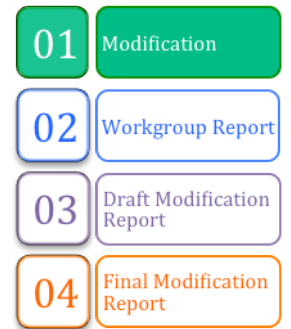 01 Modification
02 Workgroup Report
03 Draft Modification
Report
04 Final Modification
Report